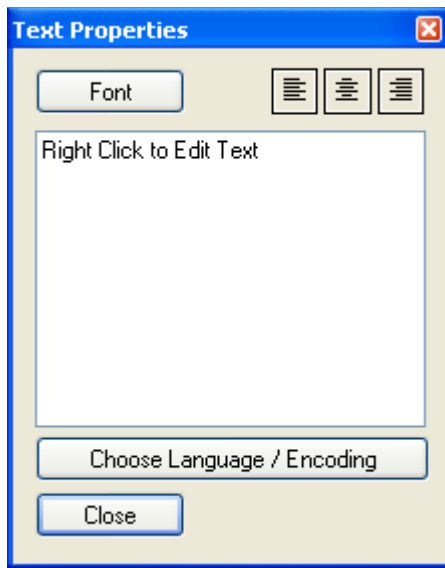 Text Properties
Font
Right Click to Edit Text
Choose Language / Encoding
Close